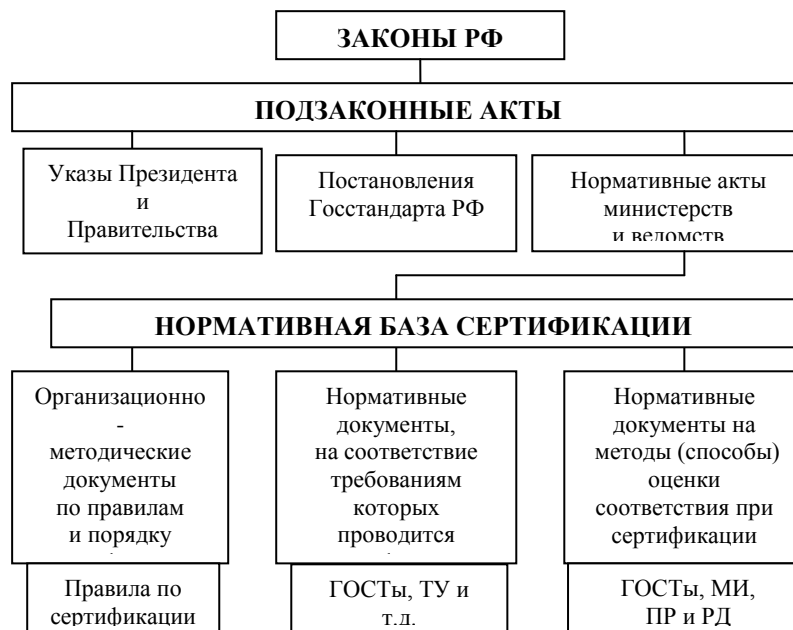 ЗАКОНЫ РФ
ПОДЗАКОННЫЕ АКТЫ
Указы Президента
и
Правительства
Постановления
Госстандарта РФ
Нормативные акты
министерств
и ведомств
НОРМАТИВНАЯ БАЗА СЕРТИФИКАЦИИ
Организационно
-
методические
документы
по правилам
и порядку
Нормативные
документы,
на соответствие
требованиям
которых
проводится
Нормативные
документы на
методы (способы)
оценки
соответствия при
сертификации
Правила по
сертификации
ГОСТы, ТУ и
т.д.
ГОСТы, МИ,
ПР и РД